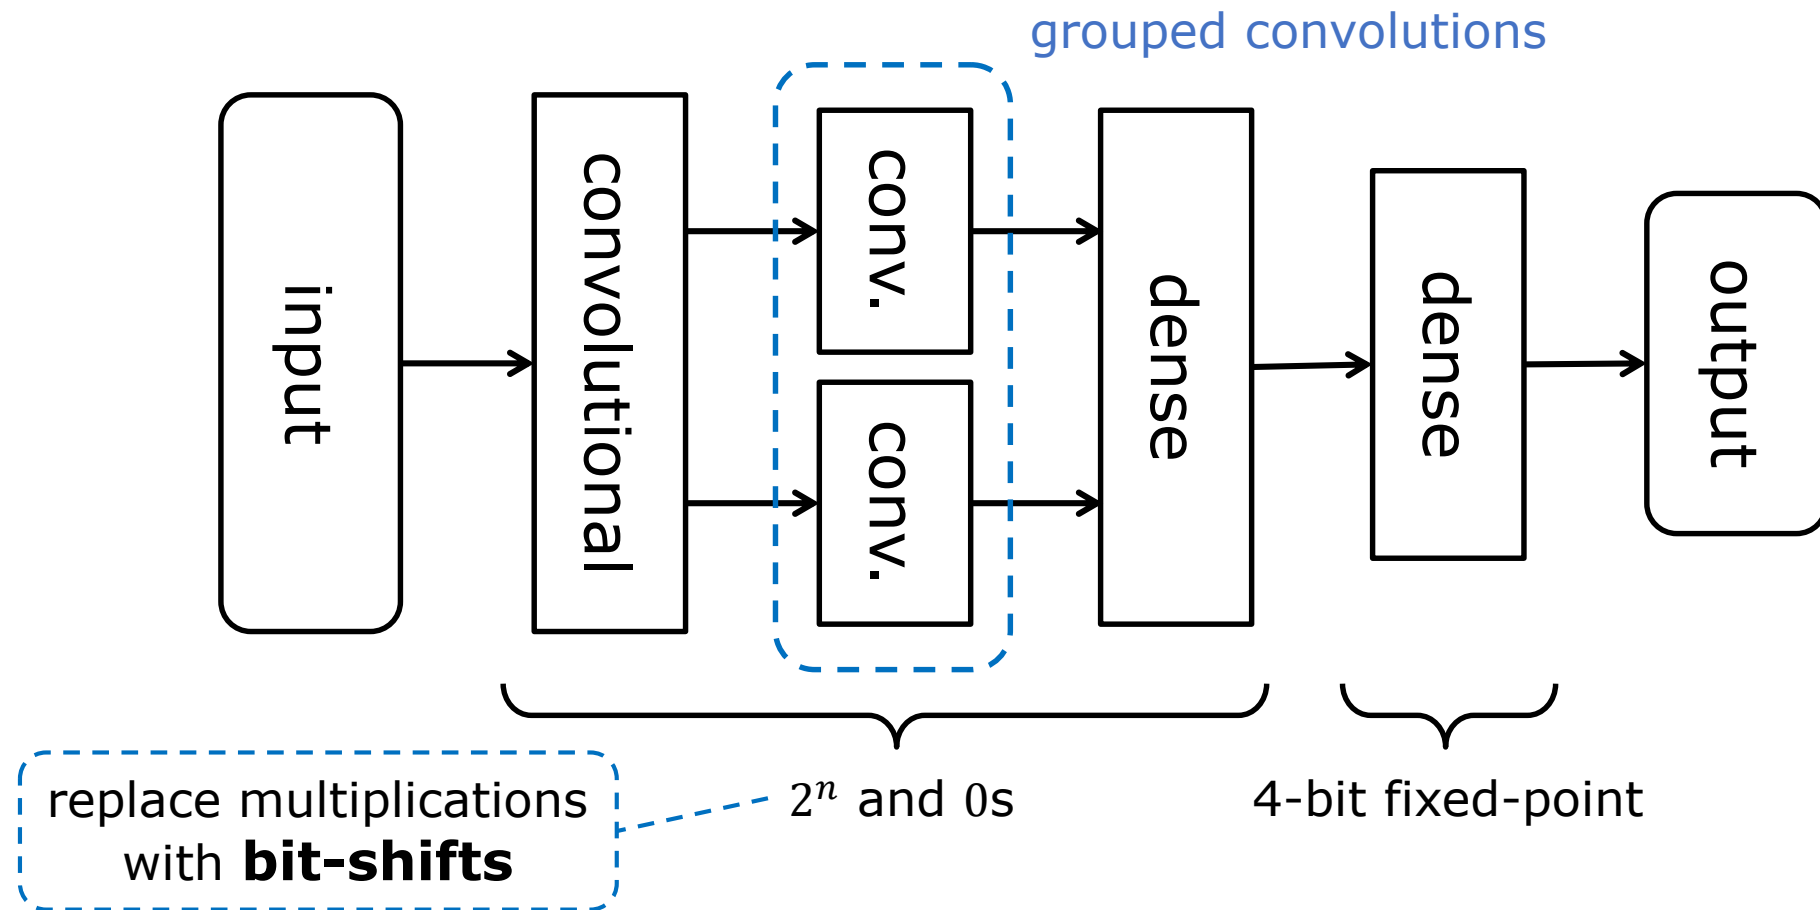 grouped convolutions
input
convolutional
conv.
conv.
dense
dense
output
2ⁿ and 0s
4-bit fixed-point
replace multiplications
with bit-shifts